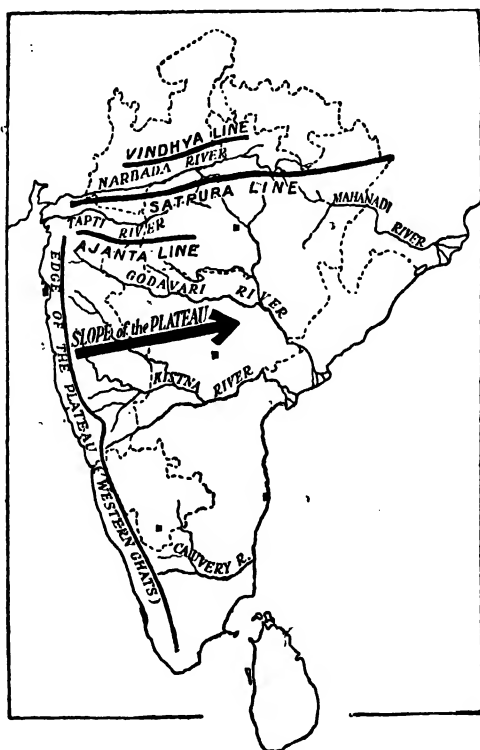 VINDHYA LINE
NARBADA RIVER
SATPURA LINE
MAHANADI
RIVER
TAPTI RIVER
AJANTA LINE
GODAVARI RIVER
EDGE OF THE PLATEAU (WESTERN GHATS)
SLOPE of the PLATEAU
KISTNA RIVER
CAUVERY R.